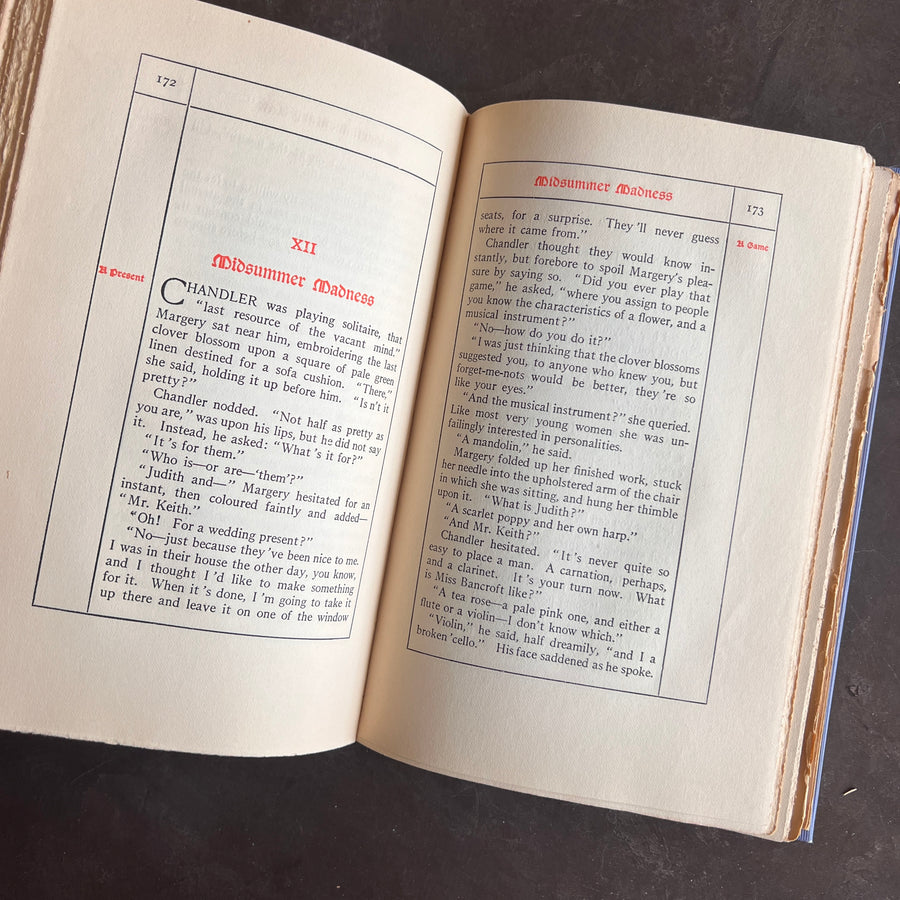 172
XII
Midsummer Madness
A Present
CHANDLER was playing solitaire, that
"last resource of the vacant mind."
Margery sat near him, embroidering the last
clover blossom upon a square of pale green
linen destined for a sofa cushion. "There,"
she said, holding it up before him. "Isn't it
pretty?"
Chandler nodded. "Not half as pretty as
you are," was upon his lips, but he did not say
it. Instead, he asked: "What's it for?"
"It's for them."
"Who is—or are—'them'?"
"Judith and—" Margery hesitated for an
instant, then coloured faintly and added—
"Mr. Keith."
"Oh! For a wedding present?"
"No—just because they've been nice to me.
I was in their house the other day, you know,
and I thought I'd like to make something
for it. When it's done, I'm going to take it
up there and leave it on one of the window
Midsummer Madness
173
A Game
seats, for a surprise. They'll never guess
where it came from."
Chandler thought they would know in-
stantly, but forebore to spoil Margery's plea-
sure by saying so. "Did you ever play that
game," he asked, "where you assign to people
you know the characteristics of a flower, and a
musical instrument?"
"No—how do you do it?"
"I was just thinking that the clover blossoms
suggested you, to anyone who knew you, but
forget-me-nots would be better, they're so
like your eyes."
"And the musical instrument?" she queried.
Like most very young women she was un-
failingly interested in personalities.
"A mandolin," he said.
Margery folded up her finished work, stuck
her needle into the upholstered arm of the chair
in which she was sitting, and hung her thimble
upon it. "What is Judith?"
"A scarlet poppy and her own harp."
"And Mr. Keith?"
Chandler hesitated. "It's never quite so
easy to place a man. A carnation, perhaps,
and a clarinet. It's your turn now. What
is Miss Bancroft like?"
"A tea rose—a pale pink one, and either a
flute or a violin—I don't know which."
"Violin," he said, half dreamily, "and I a
broken 'cello." His face saddened as he spoke.